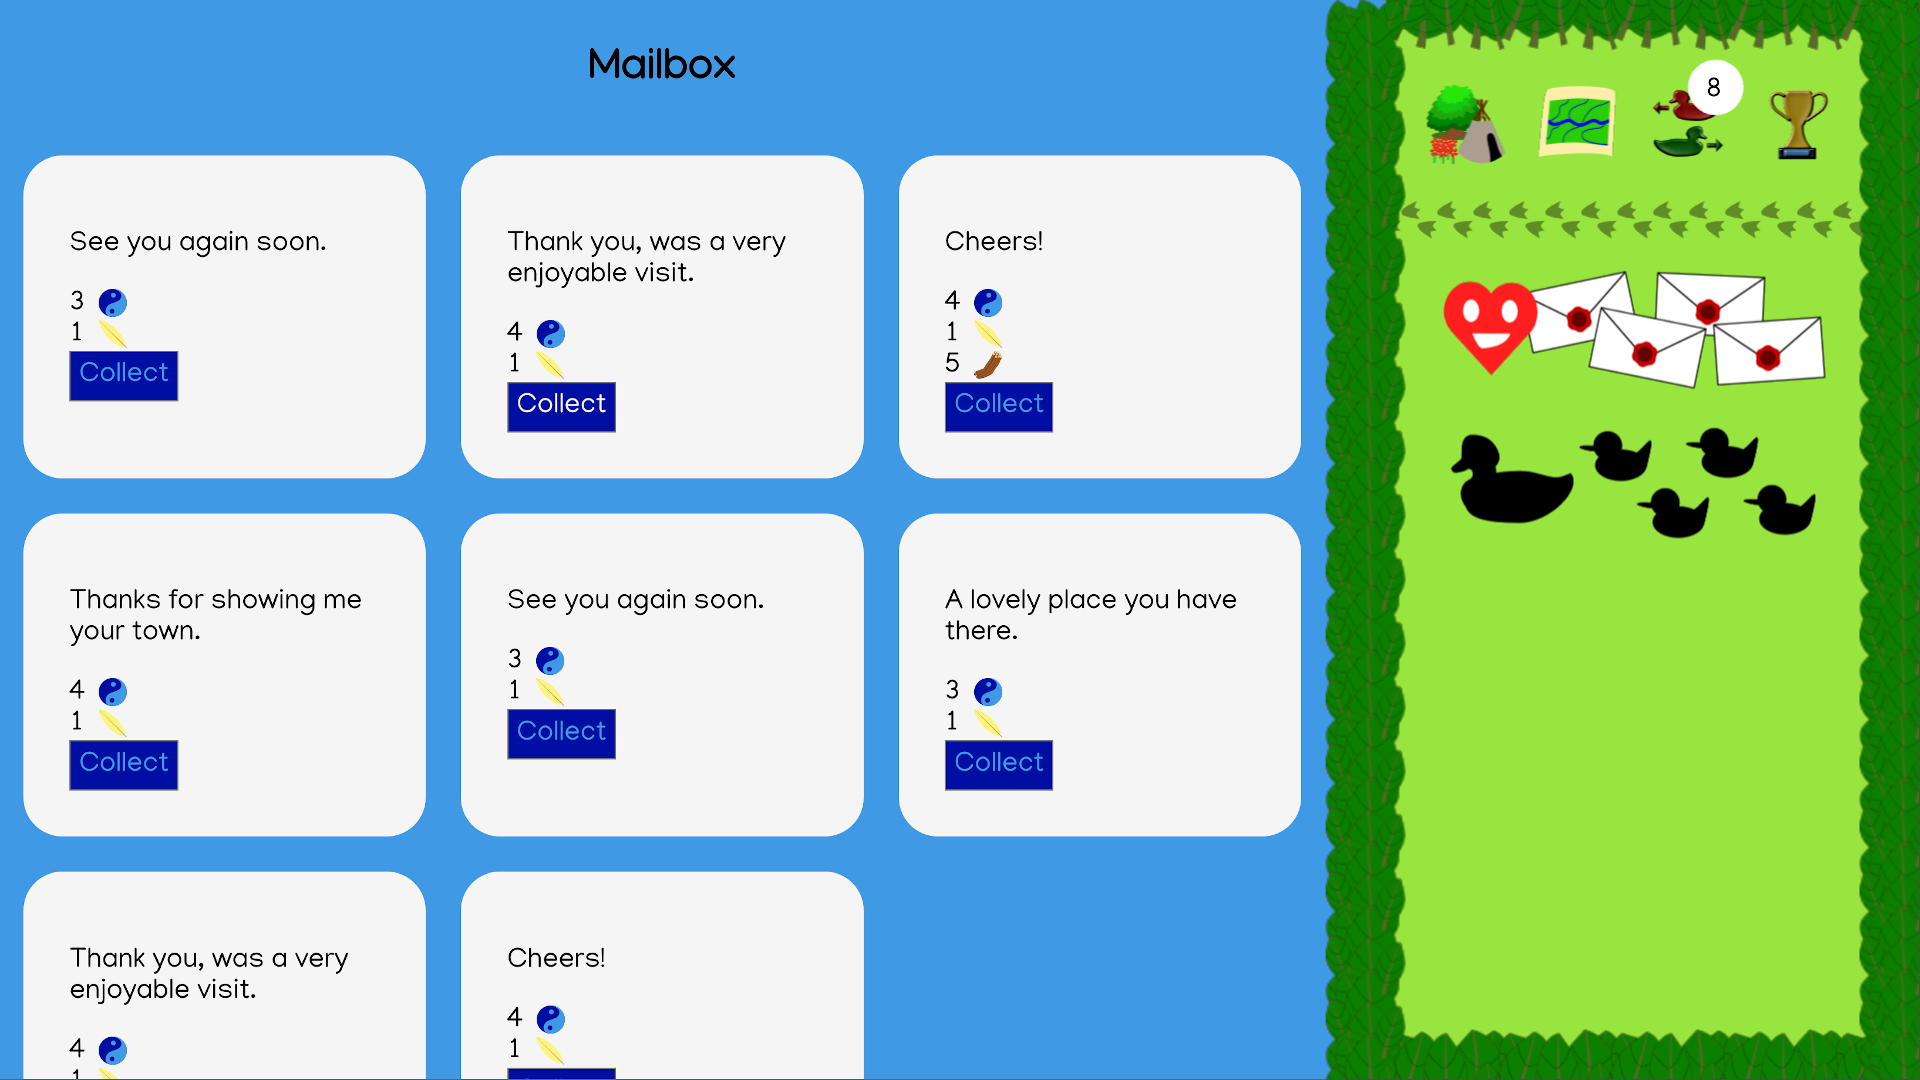 Mailbox
8
See you again soon.
3
1
Collect
Thank you, was a very
enjoyable visit.
4
1
Collect
Cheers!
4
1
5
Collect
Thanks for showing me
your town.
4
1
Collect
See you again soon.
3
1
Collect
A lovely place you have
there.
3
1
Collect
Thank you, was a very
enjoyable visit.
4
1
Cheers!
4
1